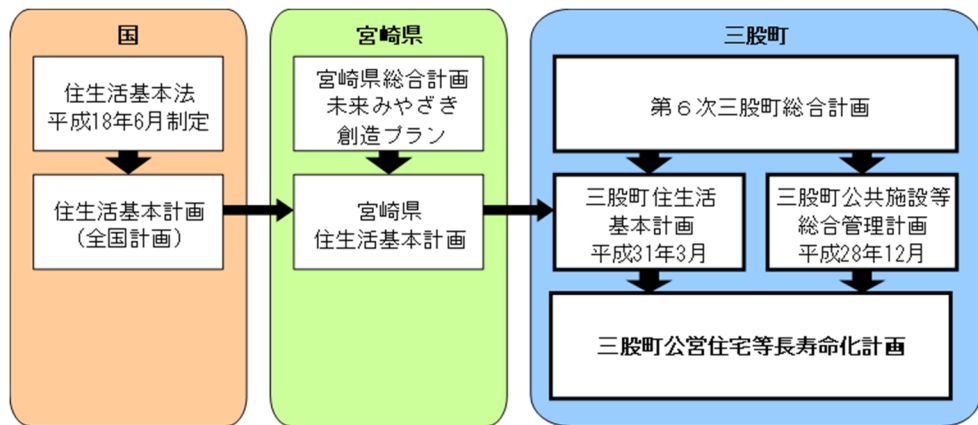 国
住生活基本法
平成18年6月制定
住生活基本計画
(全国計画)
宮崎県
宮崎県総合計画
未来みやざき
創造プラン
宮崎県
住生活基本計画
三股町
第6次三股町総合計画
三股町住生活
基本計画
平成31年3月
三股町公共施設等
総合管理計画
平成28年12月
三股町公営住宅等長寿命化計画